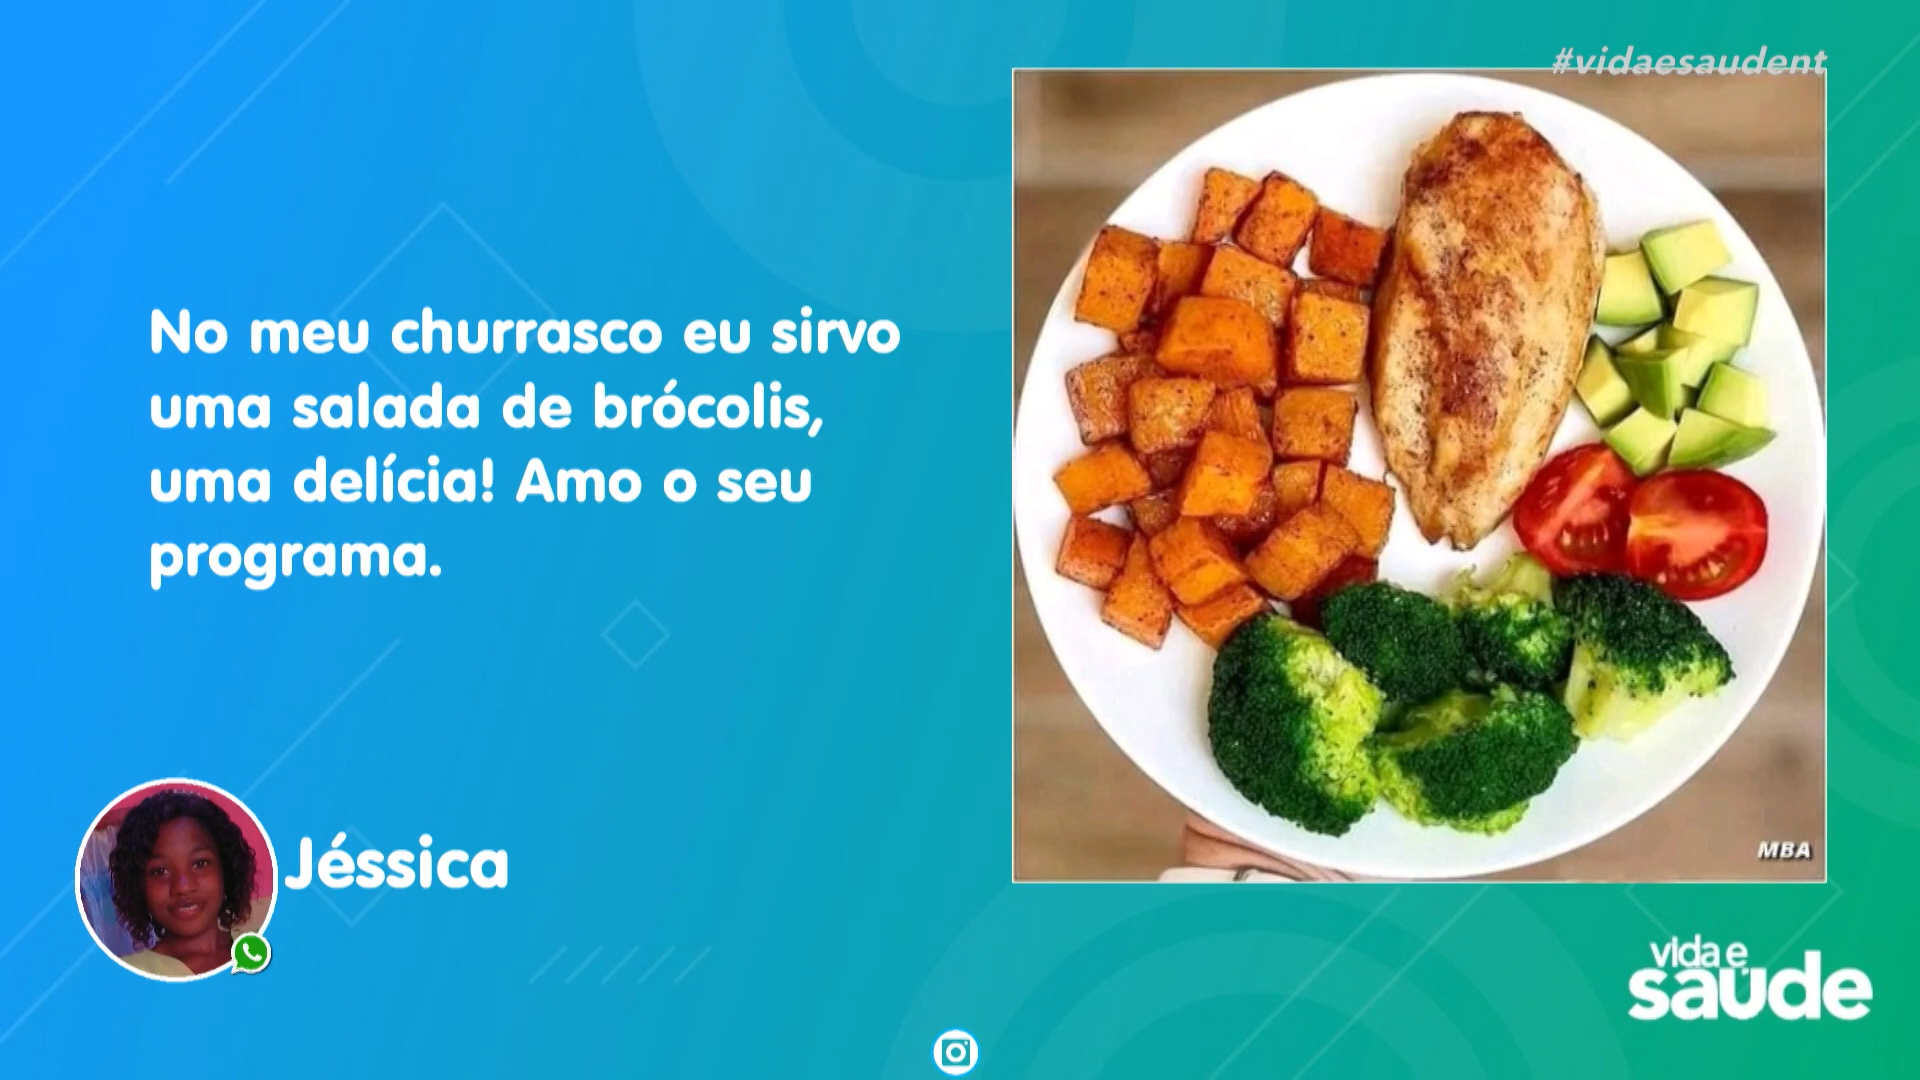 #vidaesaudent
No meu churrasco eu sirvo
uma salada de brócolis,
uma delícia! Amo o seu
programa.
Jéssica
MBA
vida e
saúde